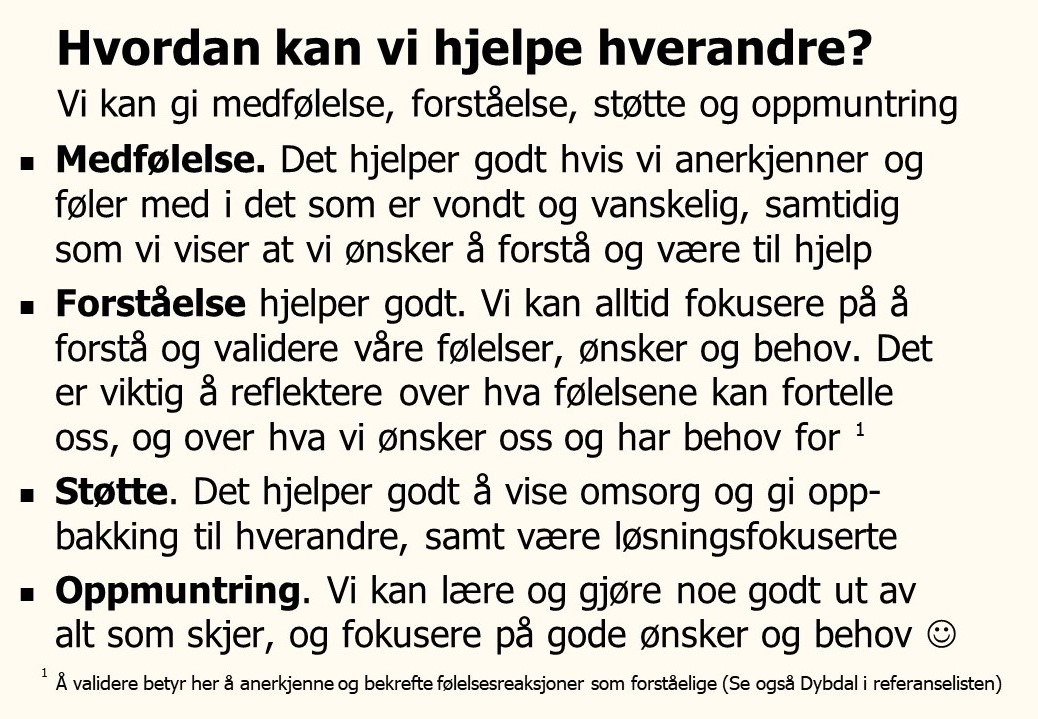 Hvordan kan vi hjelpe hverandre?
Vi kan gi medfølelse, forståelse, støtte og oppmuntring
▪ Medfølelse. Det hjelper godt hvis vi anerkjenner og
føler med i det som er vondt og vanskelig, samtidig
som vi viser at vi ønsker å forstå og være til hjelp
▪ Forståelse hjelper godt. Vi kan alltid fokusere på å
forstå og validere våre følelser, ønsker og behov. Det
er viktig å reflektere over hva følelsene kan fortelle
oss, og over hva vi ønsker oss og har behov for ¹
▪ Støtte. Det hjelper godt å vise omsorg og gi opp-
bakking til hverandre, samt være løsningsfokuserte
▪ Oppmuntring. Vi kan lære og gjøre noe godt ut av
alt som skjer, og fokusere på gode ønsker og behov ☺
¹ Å validere betyr her å anerkjenne og bekrefte følelsesreaksjoner som forståelige (Se også Dybdal i referanselisten)